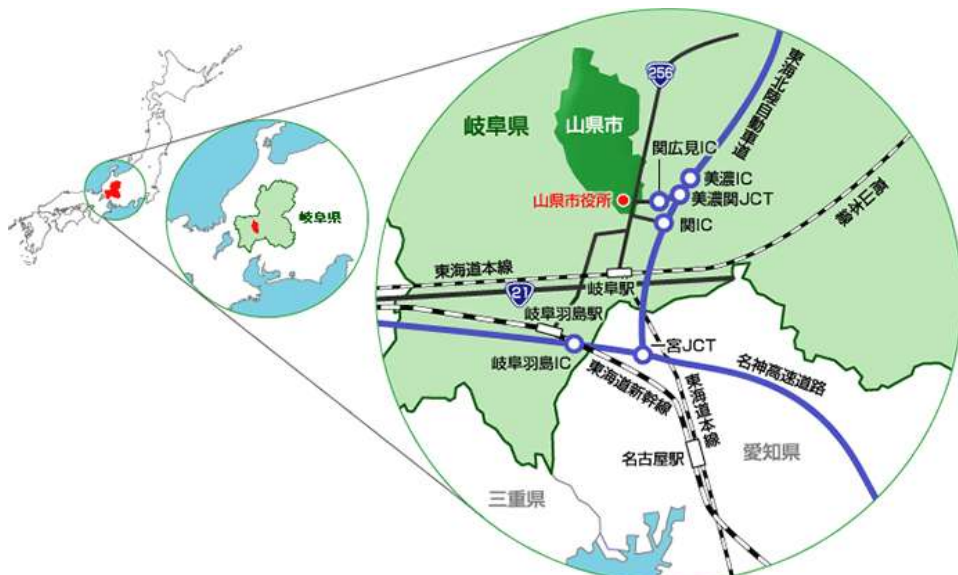 岐阜県
岐阜県
山県市
256
東海北陸自動車道
関広見IC
美濃IC
美濃関JCT
山県市役所
関IC
高山本線
東海道本線
岐阜駅
21
岐阜羽島駅
一宮JCT
岐阜羽島IC
名神高速道路
東海道新幹線
東海道本線
名古屋駅
愛知県
三重県